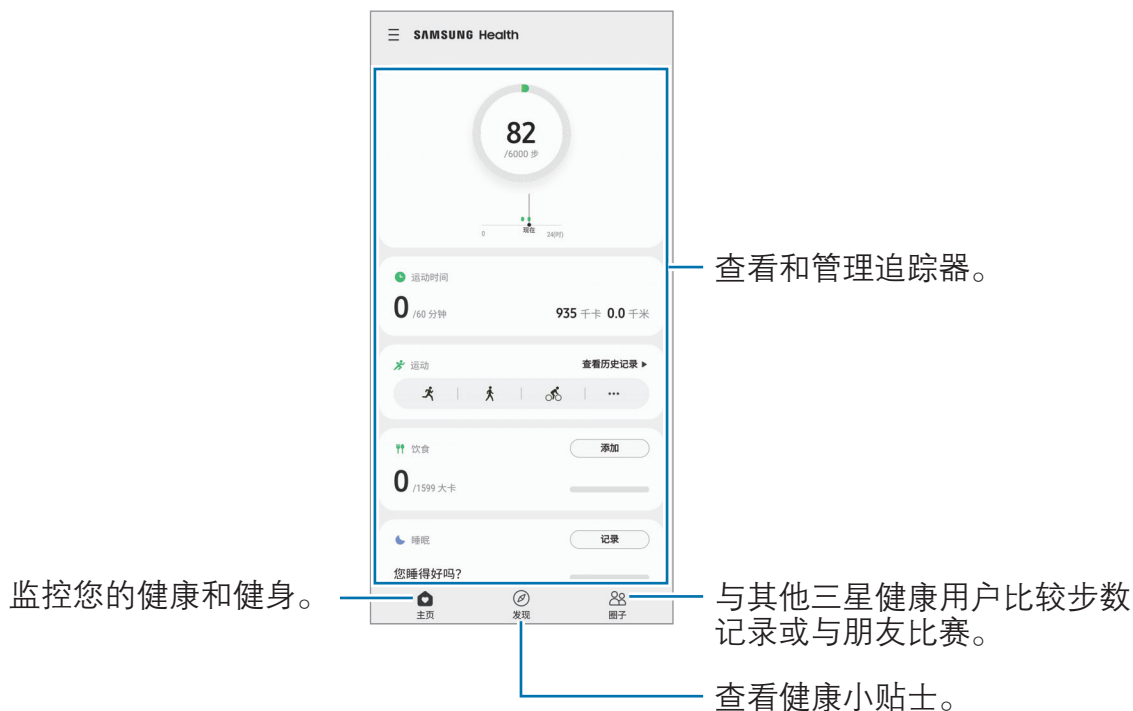 SAMSUNG Health
82
/6000 步
现在
0 24(时)
运动时间
0 /60 分钟 935 千卡 0.0 千米
运动 查看历史记录
饮食 添加
0 /1599 大卡
睡眠 记录
您睡得好吗?
主页 发现 圈子
查看和管理追踪器。
监控您的健康和健身。
与其他三星健康用户比较步数
记录或与朋友比赛。
查看健康小贴士。